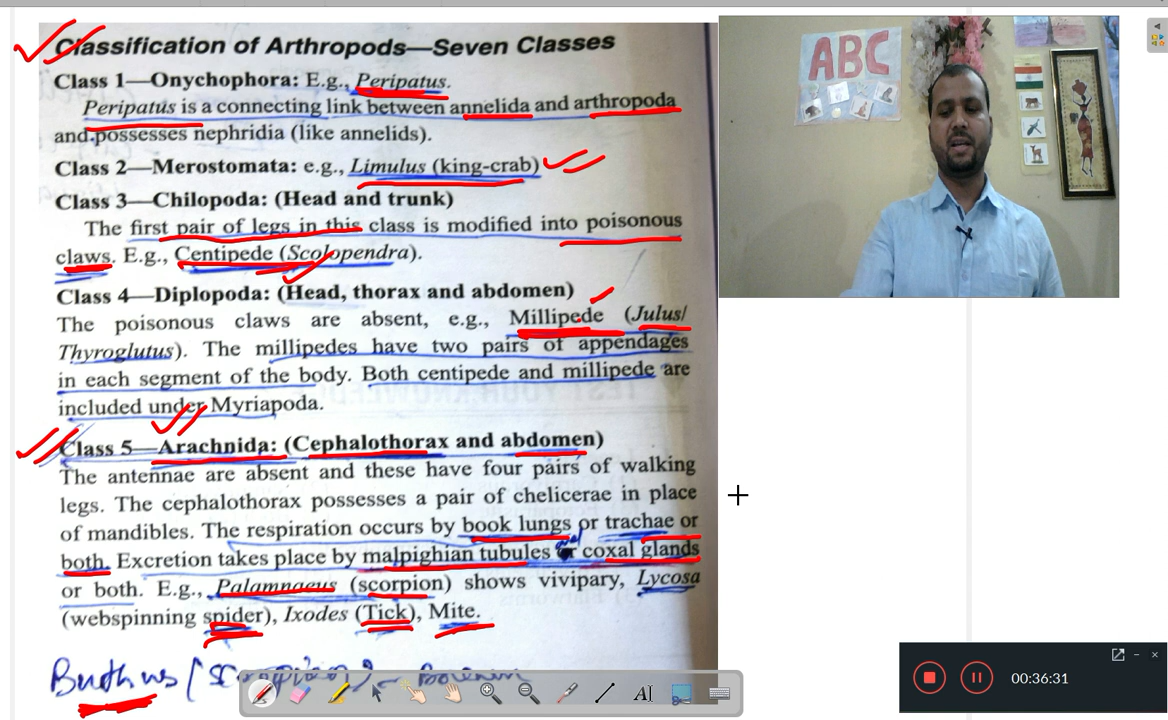 Classification of Arthropods—Seven Classes
Class 1—Onychophora: E.g., Peripatus.
Peripatus is a connecting link between annelida and arthropoda
and possesses nephridia (like annelids).
Class 2—Merostomata: e.g., Limulus (king-crab)
Class 3—Chilopoda: (Head and trunk)
The first pair of legs in this class is modified into poisonous
claws. E.g., Centipede (Scolopendra).
Class 4—Diplopoda: (Head, thorax and abdomen)
The poisonous claws are absent, e.g., Millipede (Julus/
Thyroglutus). The millipedes have two pairs of appendages
in each segment of the body. Both centipede and millipede are
included under Myriapoda.
Class 5—Arachnida: (Cephalothorax and abdomen)
The antennae are absent and these have four pairs of walking
legs. The cephalothorax possesses a pair of chelicerae in place
of mandibles. The respiration occurs by book lungs or trachae or
both. Excretion takes place by malpighian tubules and coxal glands
or both. E.g., Palamnaeus (scorpion) shows vivipary, Lycosa
(webspinning spider), Ixodes (Tick), Mite.
Buthus (scorpion)
ABC
AI
00:36:31